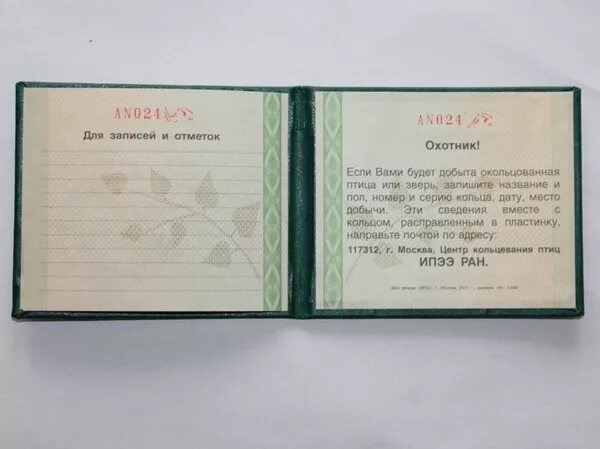 AN024
Для записей и отметок
AN024
Охотник!
Если Вами будет добыта окольцованная
птица или зверь, запишите название и
пол, номер и серию кольца, дату, место
добычи. Эти сведения вместе с
кольцом, расправленным в пластинку,
направьте почтой по адресу:
117312, г. Москва, Центр кольцевания птиц
ИПЭЭ РАН.